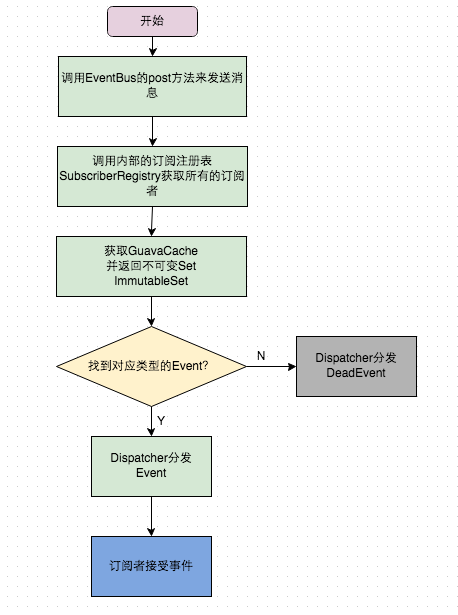 开始
调用EventBus的post方法来发送消
息
调用内部的订阅注册表
SubscriberRegistry获取所有的订阅
者
获取GuavaCache
并返回不可变Set
ImmutableSet
找到对应类型的Event?
N
Dispatcher分发
DeadEvent
Y
Dispatcher分发
Event
订阅者接受事件